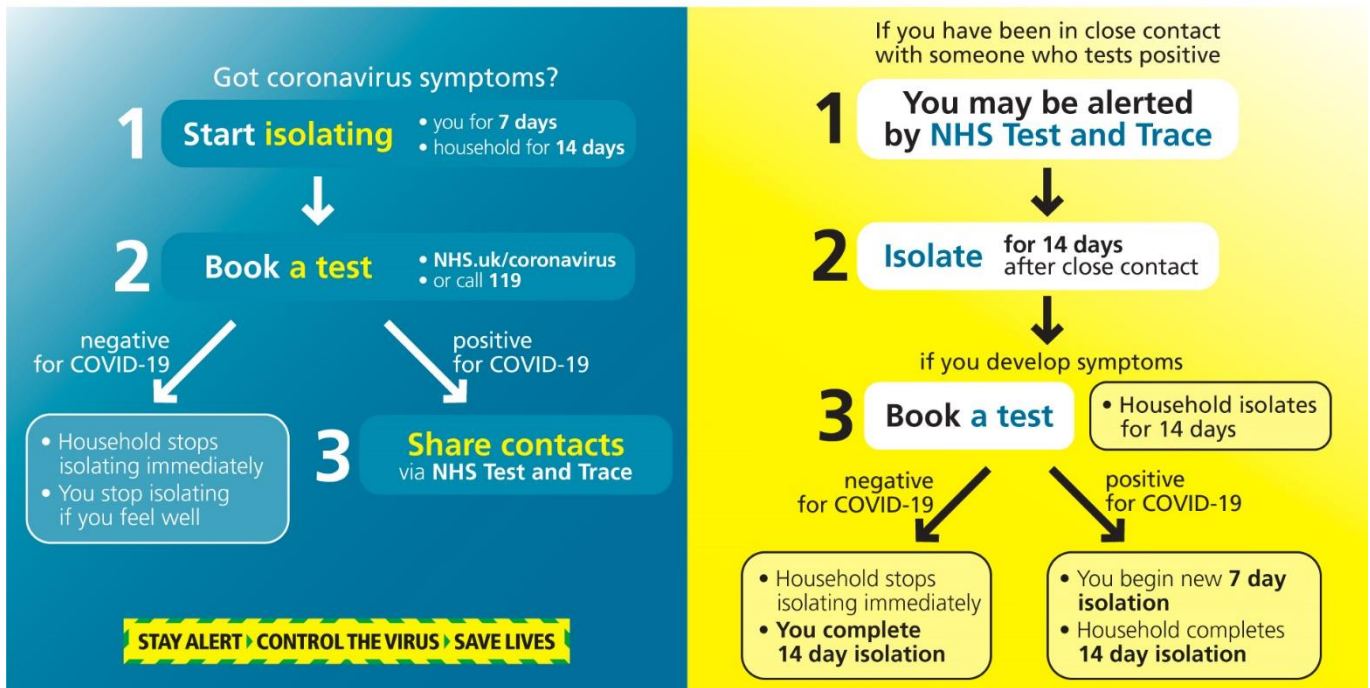 Got coronavirus symptoms?
1
Start isolating
• you for 7 days
• household for 14 days
2
Book a test
• NHS.uk/coronavirus
• or call 119
negative
for COVID-19
positive
for COVID-19
• Household stops
isolating immediately
• You stop isolating
if you feel well
3
Share contacts
via NHS Test and Trace
STAY ALERT CONTROL THE VIRUS SAVE LIVES
If you have been in close contact
with someone who tests positive
1
You may be alerted
by NHS Test and Trace
2
Isolate
for 14 days
after close contact
if you develop symptoms
3
Book a test
• Household isolates
for 14 days
negative
for COVID-19
positive
for COVID-19
• Household stops
isolating immediately
• You complete
14 day isolation
• You begin new 7 day
isolation
• Household completes
14 day isolation